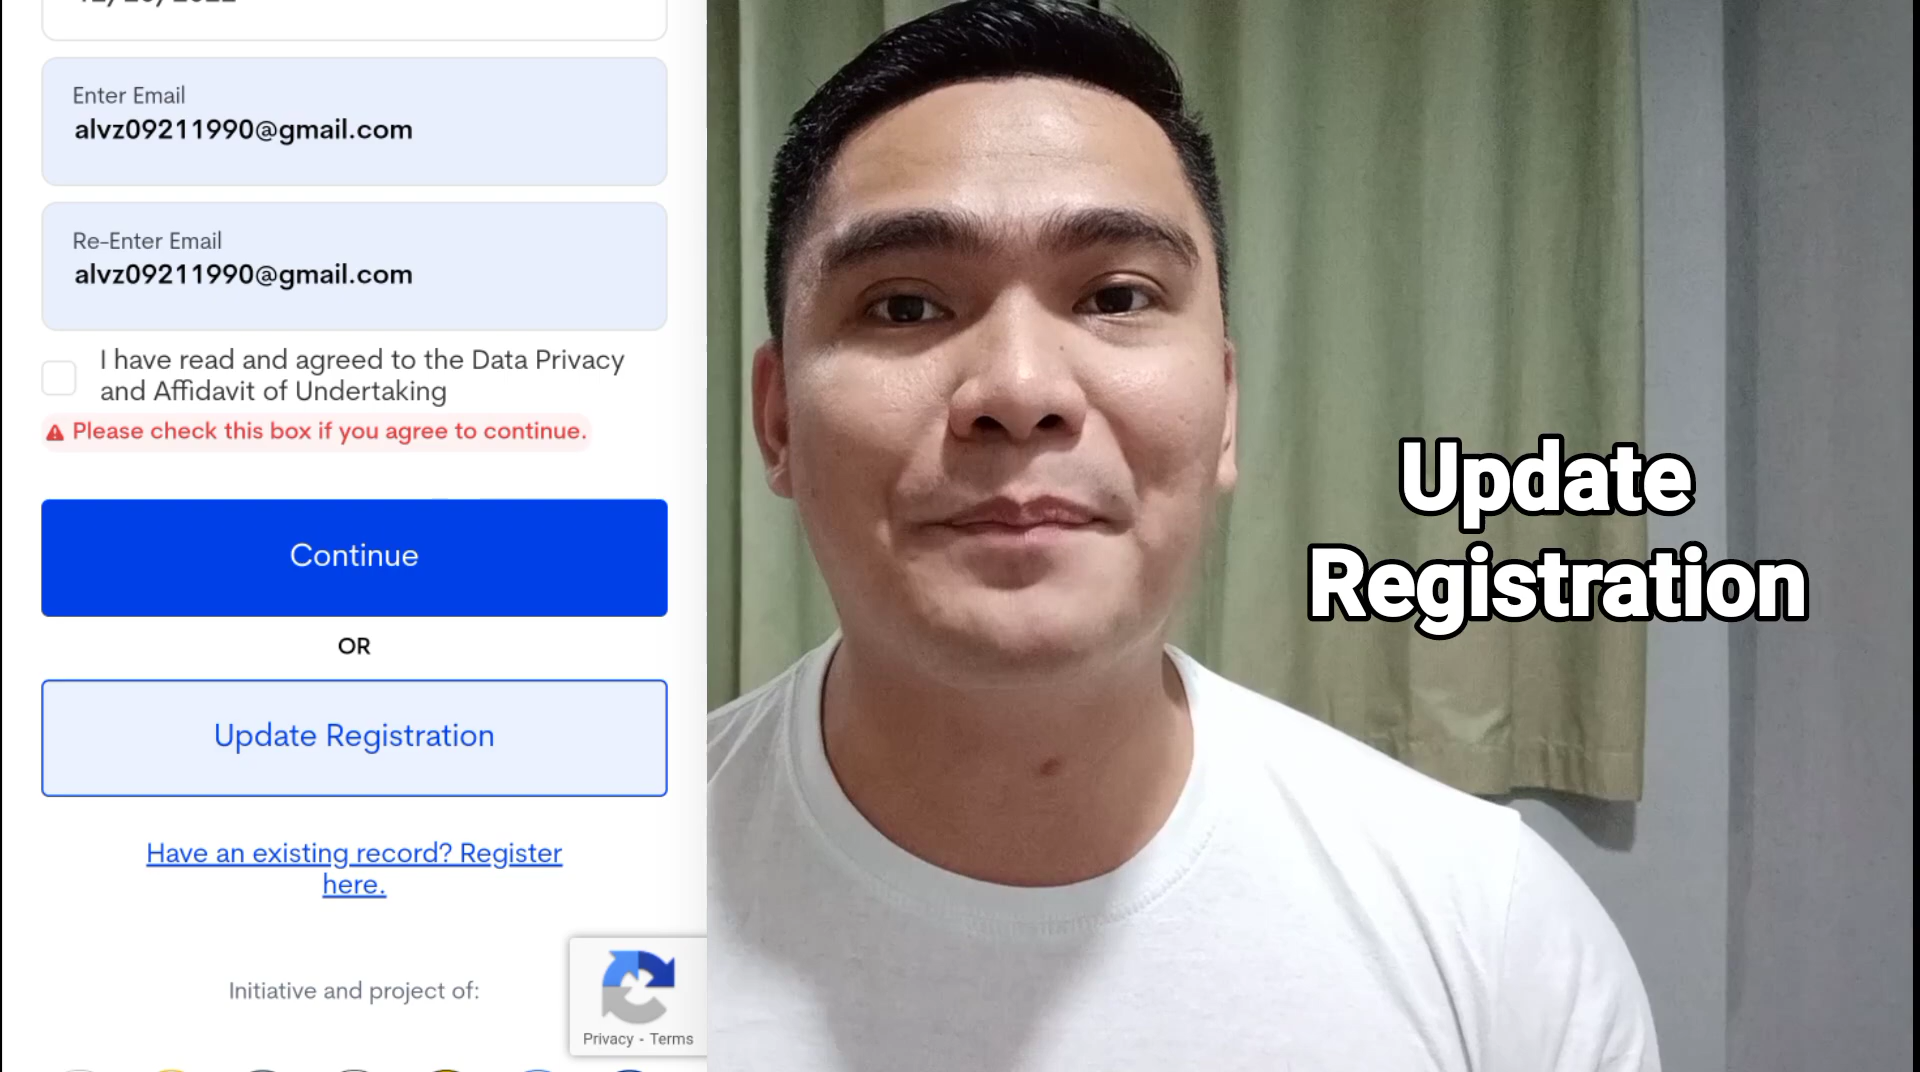 Enter Email
alvz09211990@gmail.com
Re-Enter Email
alvz09211990@gmail.com
I have read and agreed to the Data Privacy
and Affidavit of Undertaking
Please check this box if you agree to continue.
Continue
OR
Update Registration
Have an existing record? Register
here.
Initiative and project of:
Privacy - Terms
Update
Registration